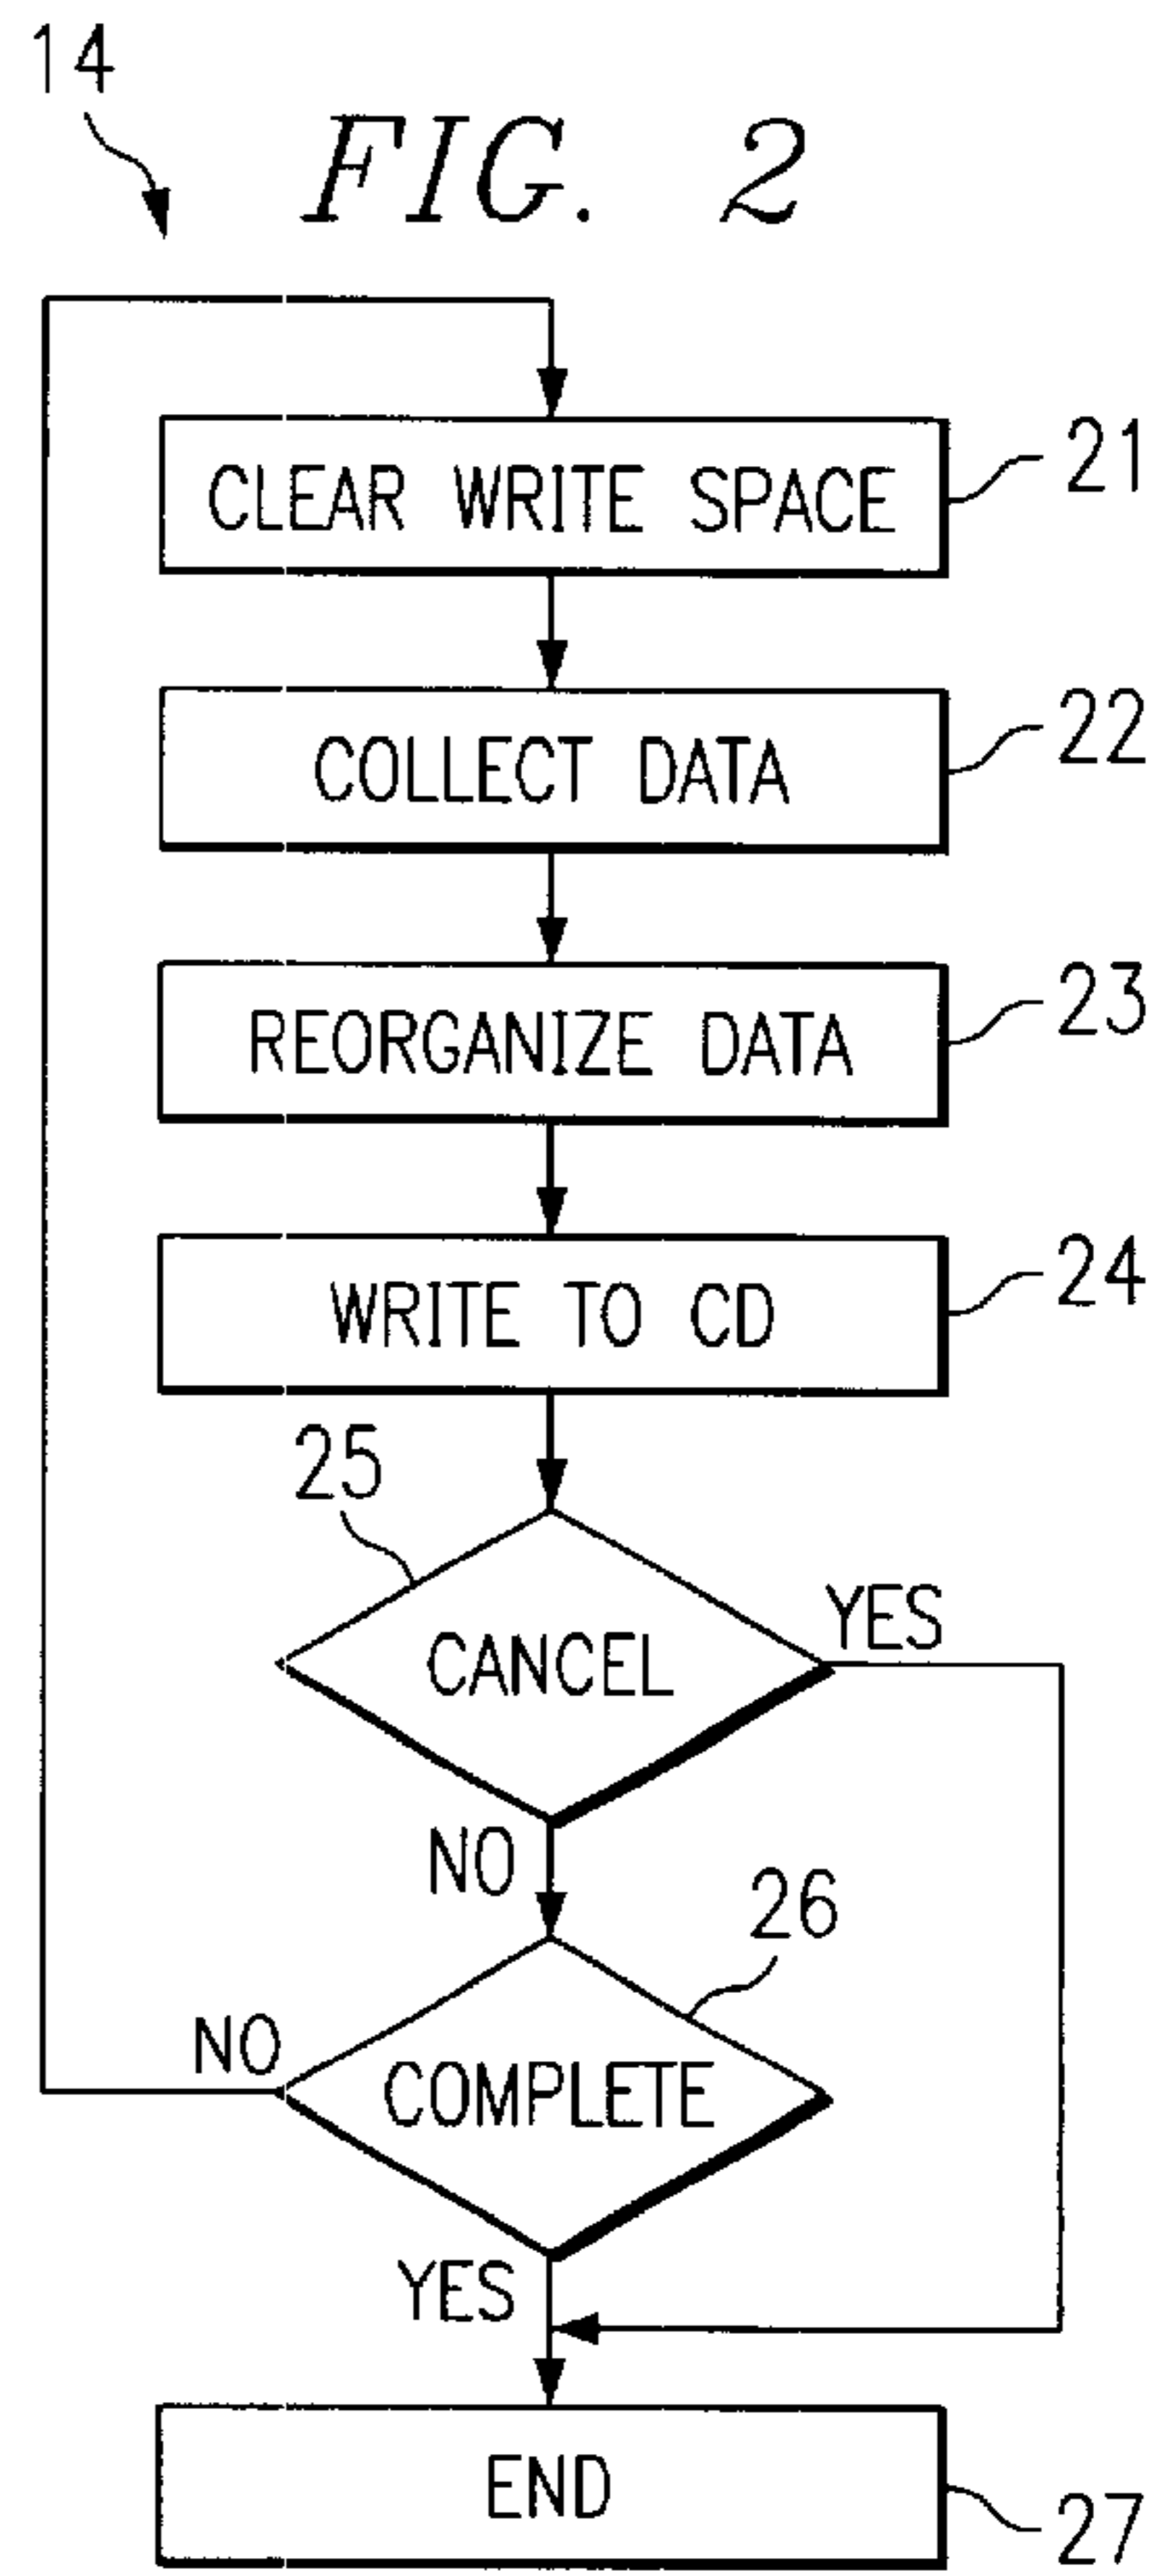 14
FIG. 2
CLEAR WRITE SPACE 21
COLLECT DATA 22
REORGANIZE DATA 23
WRITE TO CD 24
25
CANCEL
YES
NO
26
COMPLETE
NO
YES
END 27